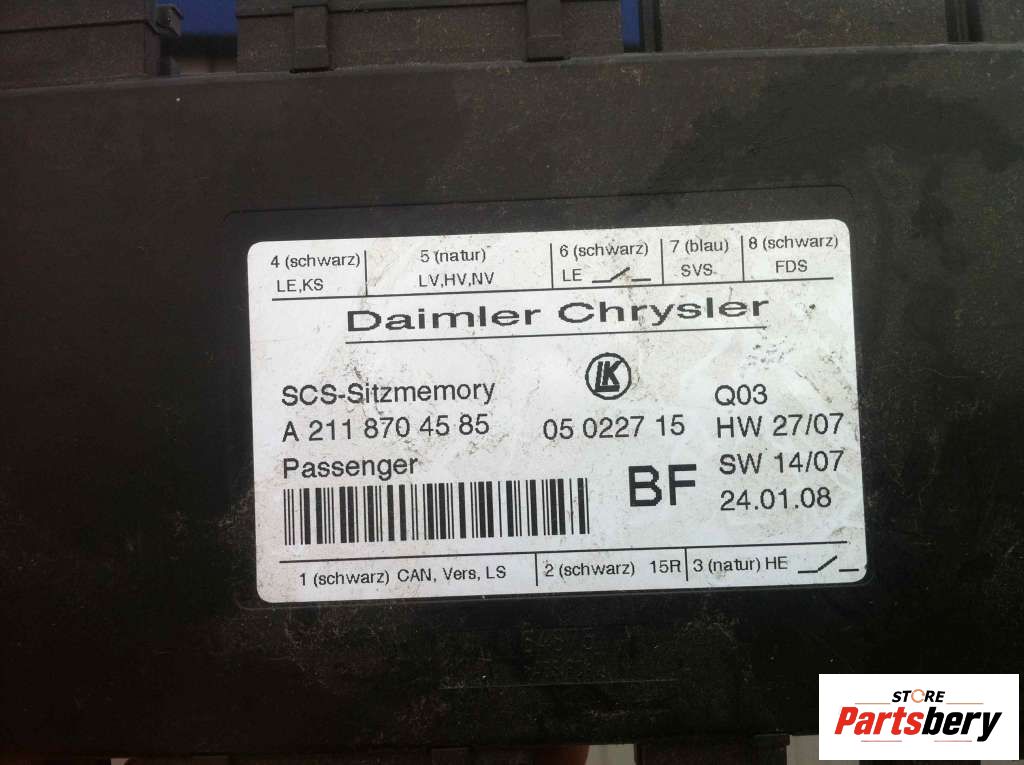 4 (schwarz) 5 (natur) 6 (schwarz) 7 (blau) 8 (schwarz)
LE,KS LV,HV,NV LE SVS FDS
Daimler Chrysler
LK
SCS-Sitzmemory Q03
A 211 870 45 85 05 0227 15 HW 27/07
Passenger BF SW 14/07
24.01.08
1 (schwarz) CAN, Vers, LS 2 (schwarz) 15R 3 (natur) HE
STORE
Partsbery